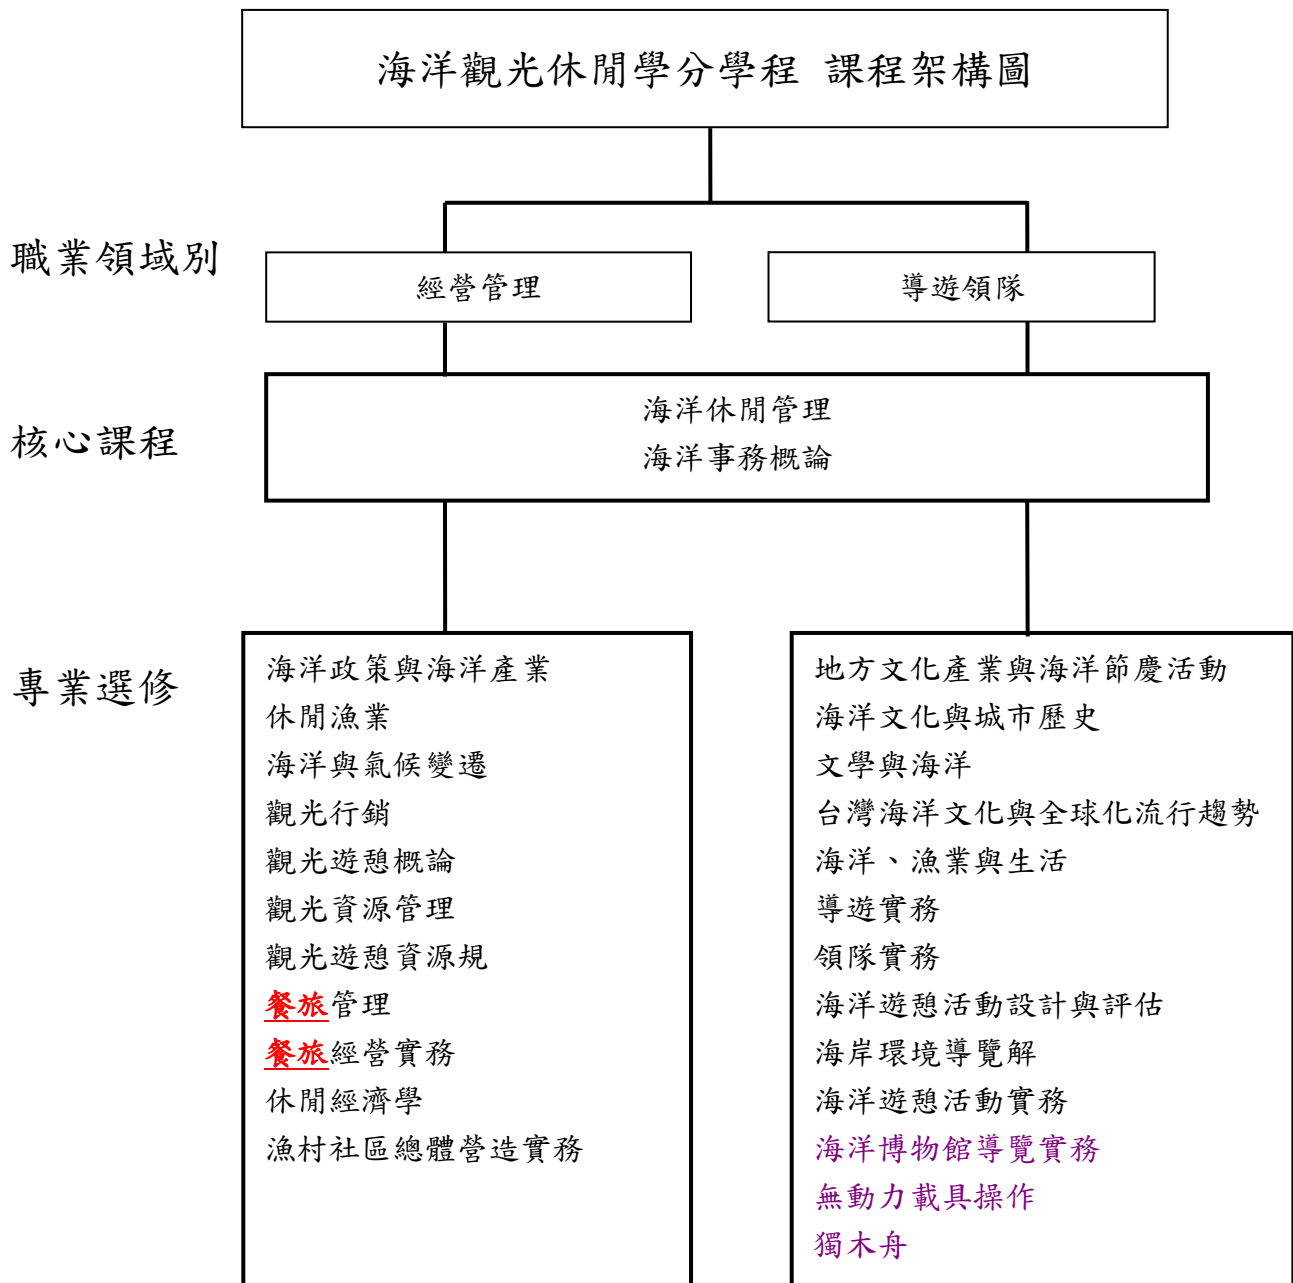 海洋觀光休閒學分學程 課程架構圖
職業領域別
經營管理
導遊領隊
核心課程
海洋休閒管理
海洋事務概論
專業選修
海洋政策與海洋產業
休閒漁業
海洋與氣候變遷
觀光行銷
觀光遊憩概論
觀光資源管理
觀光遊憩資源規
餐旅管理
餐旅經營實務
休閒經濟學
漁村社區總體營造實務
地方文化產業與海洋節慶活動
海洋文化與城市歷史
文學與海洋
台灣海洋文化與全球化流行趨勢
海洋、漁業與生活
導遊實務
領隊實務
海洋遊憩活動設計與評估
海岸環境導覽解
海洋遊憩活動實務
海洋博物館導覽實務
無動力載具操作
獨木舟